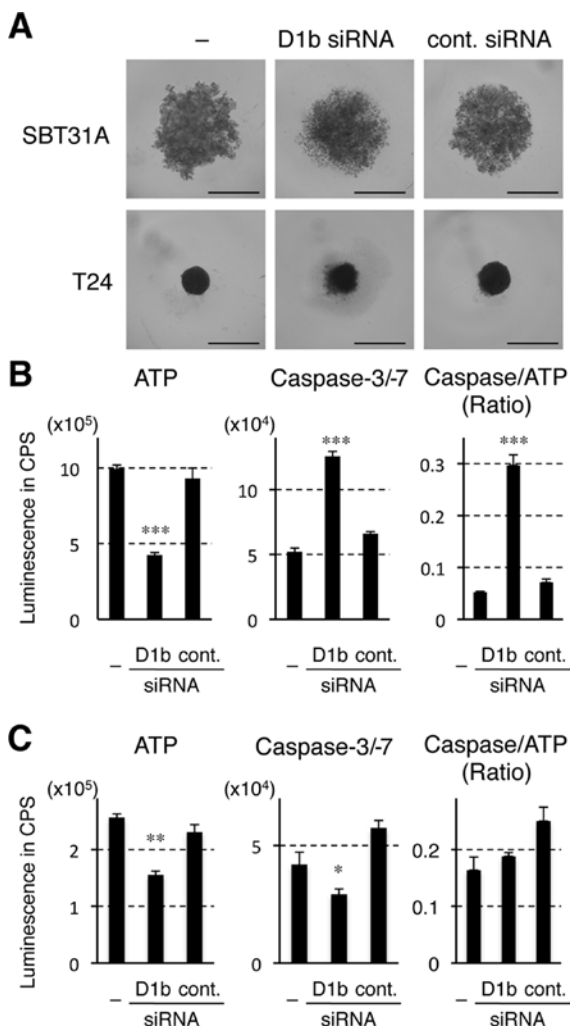 A
– D1b siRNA cont. siRNA
SBT31A
T24
B
ATP Caspase-3/-7 Caspase/ATP
(Ratio)
(x10⁵) (x10⁴)
Luminescence in CPS
10
5
0
***
10
5
0
***
0.3
0.2
0.1
0
***
– D1b cont. – D1b cont. – D1b cont.
siRNA siRNA siRNA
C
ATP Caspase-3/-7 Caspase/ATP
(Ratio)
(x10⁵) (x10⁴)
Luminescence in CPS
2
1
0
**
5
0
*
0.2
0.1
0
– D1b cont. – D1b cont. – D1b cont.
siRNA siRNA siRNA